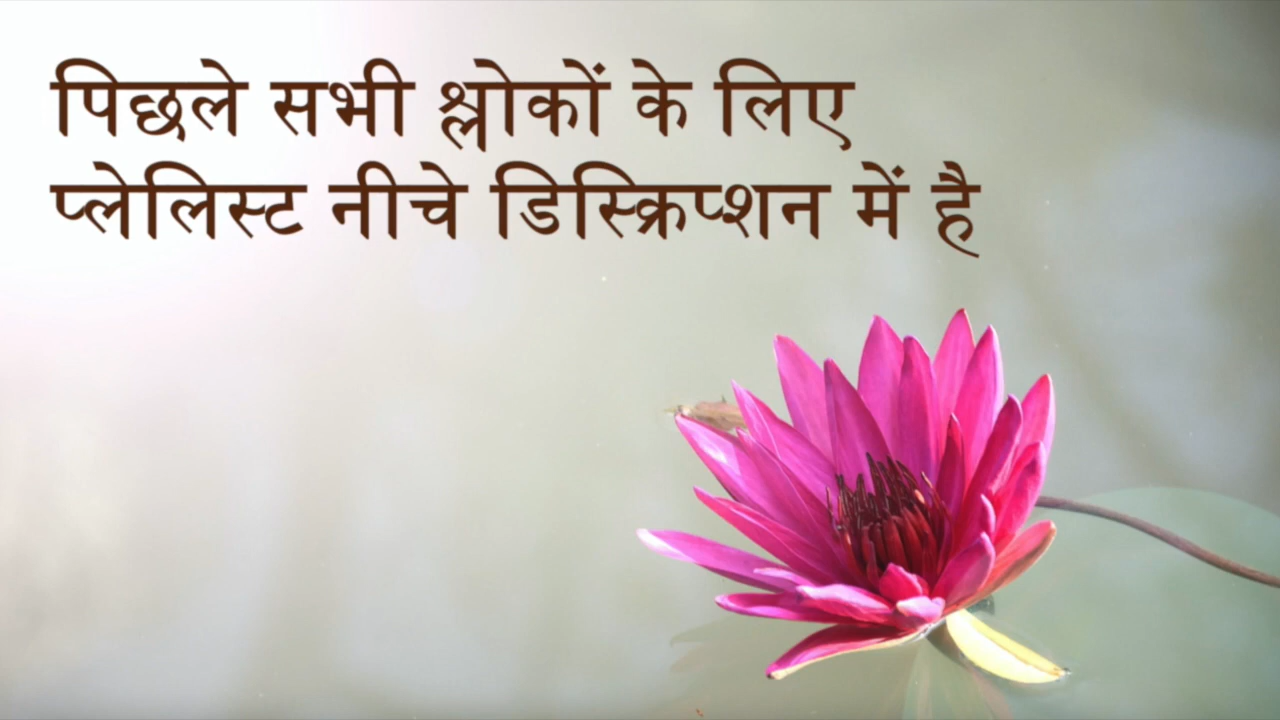 पिछले सभी श्लोकों के लिए
प्लेलिस्ट नीचे डिस्क्रिप्शन में है